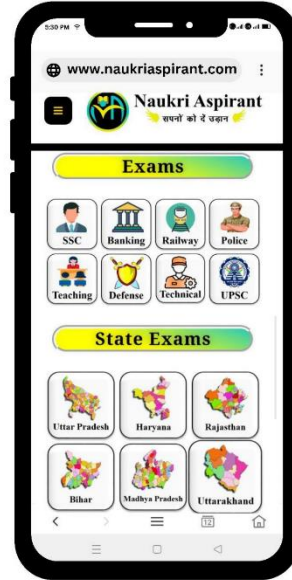 5:30 PM
www.naukriaspirant.com
Naukri Aspirant
सपनों को दें उड़ान
Exams
SSC Banking Railway Police
Teaching Defense Technical UPSC
State Exams
Uttar Pradesh Haryana Rajasthan
Bihar Madhya Pradesh Uttarakhand
12